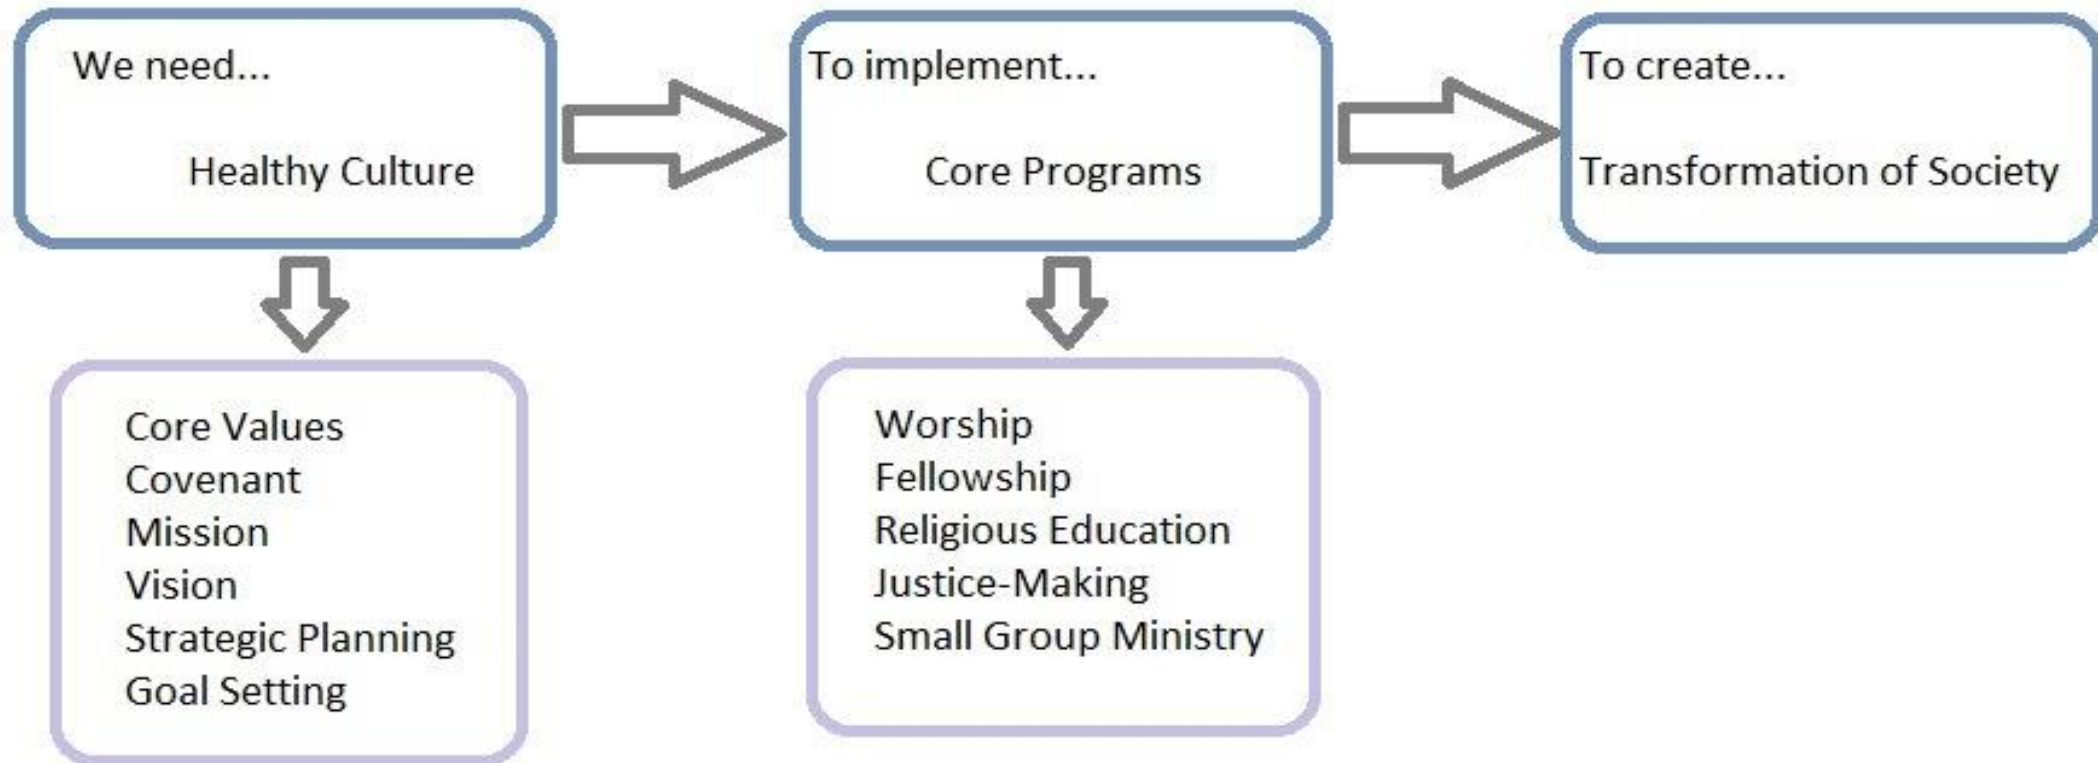 We need...
Healthy Culture
To implement...
Core Programs
To create...
Transformation of Society
Core Values
Covenant
Mission
Vision
Strategic Planning
Goal Setting
Worship
Fellowship
Religious Education
Justice-Making
Small Group Ministry